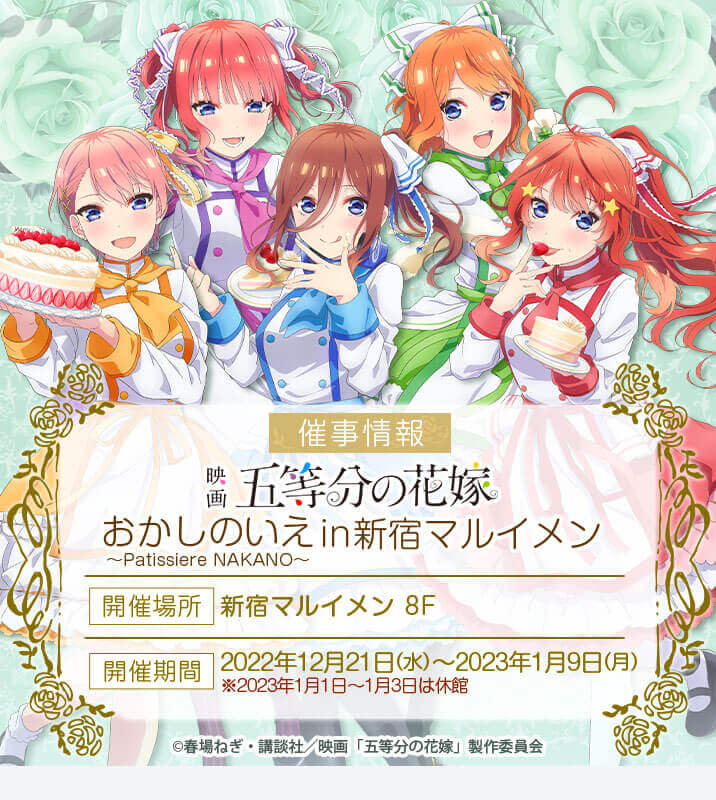 催事情報
映画 五等分の花嫁
おかしのいえin新宿マルイメン
～Patissiere NAKANO～
開催場所 新宿マルイメン 8F
開催期間 2022年12月21日(水)～2023年1月9日(月)
※2023年1月1日～1月3日は休館
©春場ねぎ・講談社／映画「五等分の花嫁」製作委員会